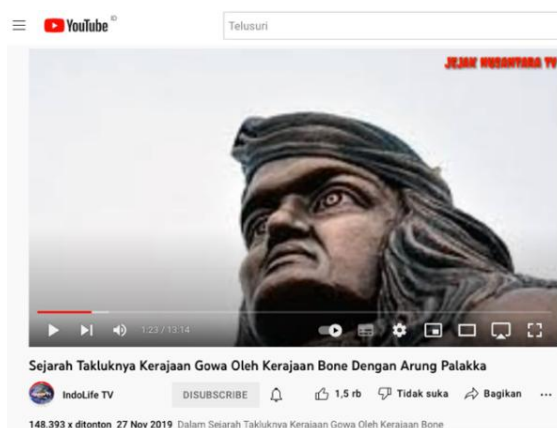 YouTube ID
Telusuri
JEJAK NUSANTARA TV
1:23 / 13:14
Sejarah Takluknya Kerajaan Gowa Oleh Kerajaan Bone Dengan Arung Palakka
IndoLife TV DISUBSCRIBE 1,5 rb Tidak suka Bagikan
148.393 x ditonton 27 Nov 2019 Dalam Sejarah Takluknya Kerajaan Gowa Oleh Kerajaan Bone